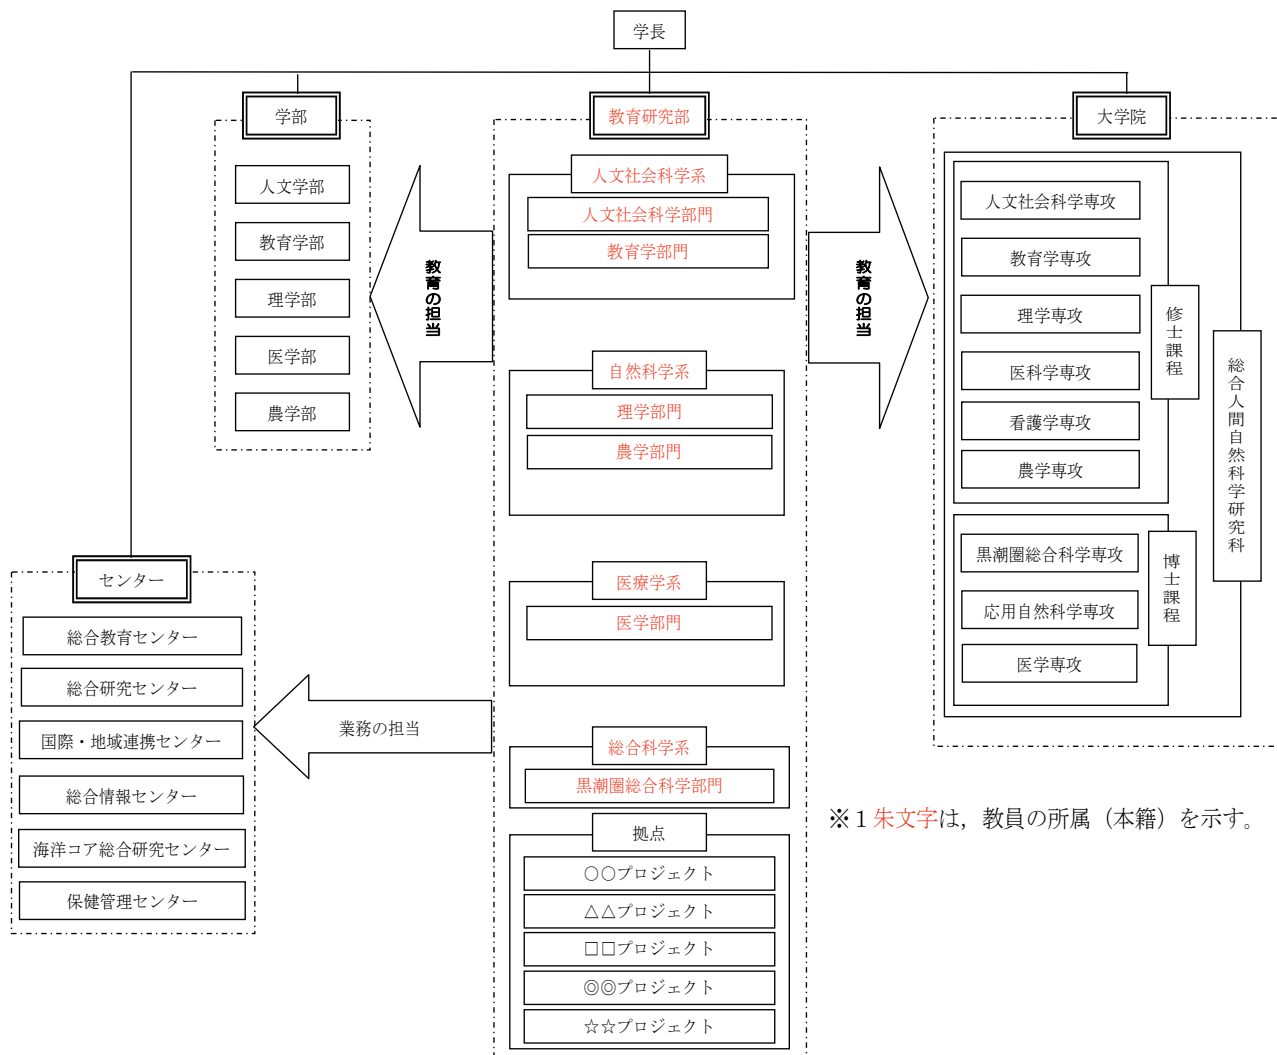 学長
学部
人文学部
教育学部
理学部
医学部
農学部
教育の担当
教育研究部
人文社会科学系
人文社会科学部門
教育学部門
自然科学系
理学部門
農学部門
医療学系
医学部門
総合科学系
黒潮圏総合科学部門
拠点
○○プロジェクト
△△プロジェクト
□□プロジェクト
◎◎プロジェクト
☆☆プロジェクト
教育の担当
大学院
人文社会科学専攻
教育学専攻
理学専攻
医科学専攻
看護学専攻
農学専攻
修士課程
黒潮圏総合科学専攻
応用自然科学専攻
医学専攻
博士課程
総合人間自然科学研究科
センター
総合教育センター
総合研究センター
国際・地域連携センター
総合情報センター
海洋コア総合研究センター
保健管理センター
業務の担当
※１朱文字は，教員の所属（本籍）を示す。